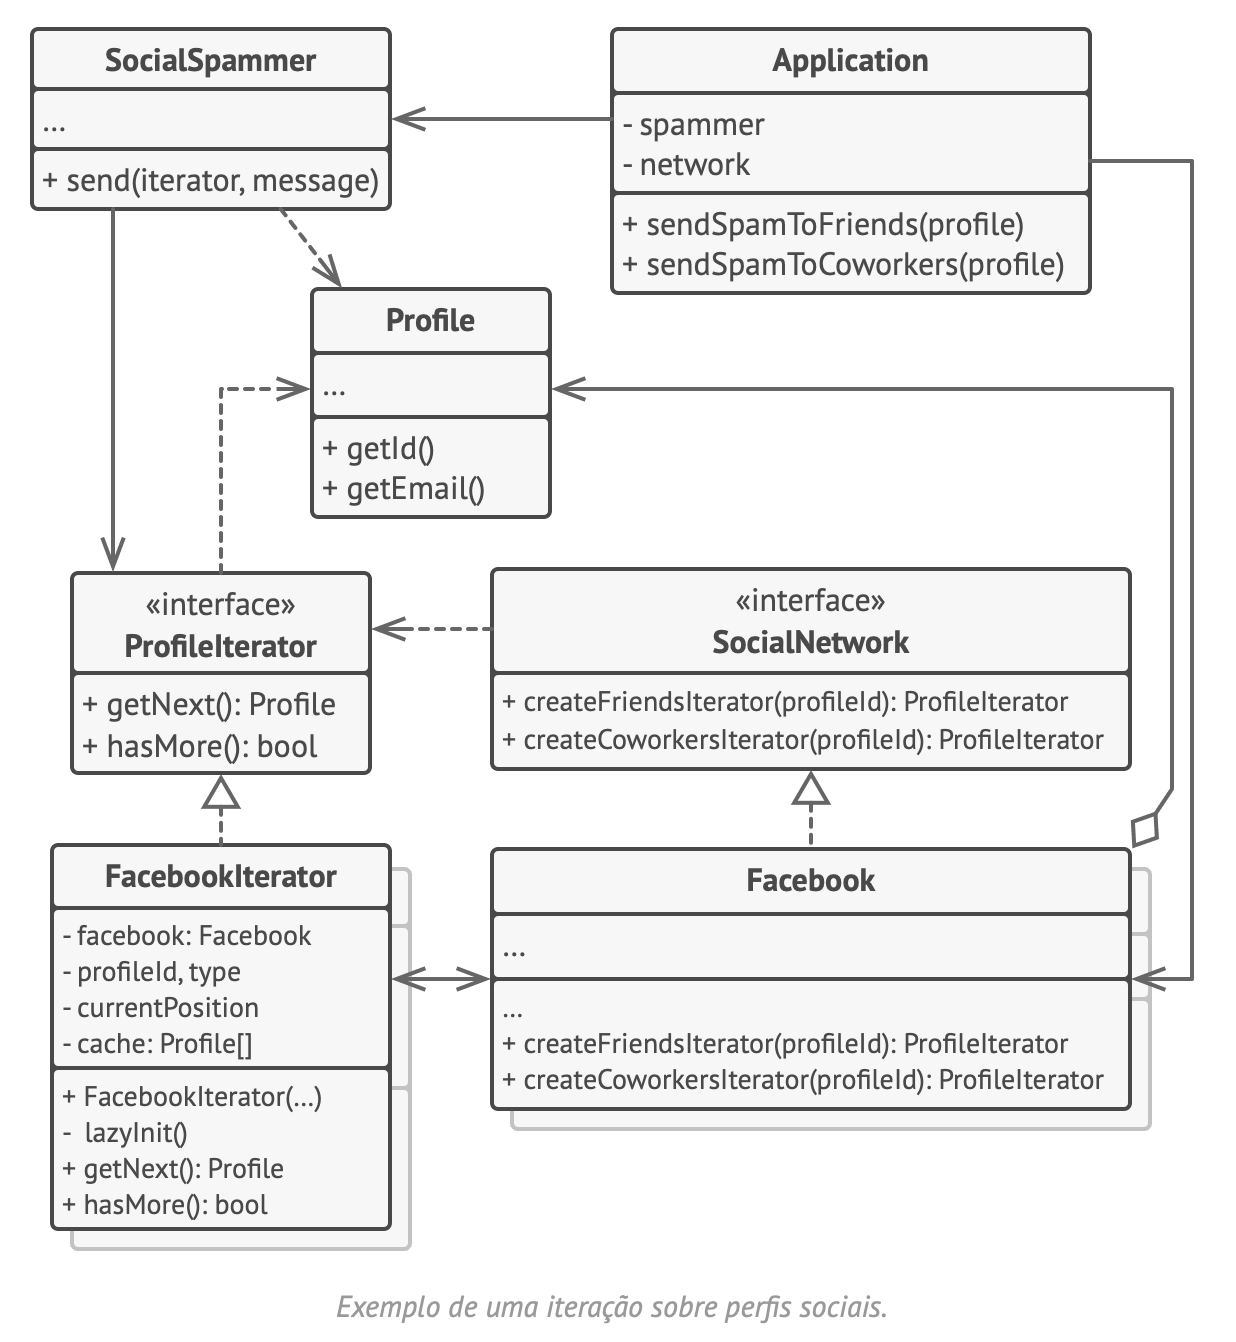 SocialSpammer
...
+ send(iterator, message)
Application
- spammer
- network
+ sendSpamToFriends(profile)
+ sendSpamToCoworkers(profile)
Profile
...
+ getId()
+ getEmail()
«interface»
ProfileIterator
+ getNext(): Profile
+ hasMore(): bool
«interface»
SocialNetwork
+ createFriendsIterator(profileId): ProfileIterator
+ createCoworkersIterator(profileId): ProfileIterator
FacebookIterator
- facebook: Facebook
- profileId, type
- currentPosition
- cache: Profile[]
+ FacebookIterator(...)
- lazyInit()
+ getNext(): Profile
+ hasMore(): bool
Facebook
...
...
+ createFriendsIterator(profileId): ProfileIterator
+ createCoworkersIterator(profileId): ProfileIterator
Exemplo de uma iteração sobre perfis sociais.